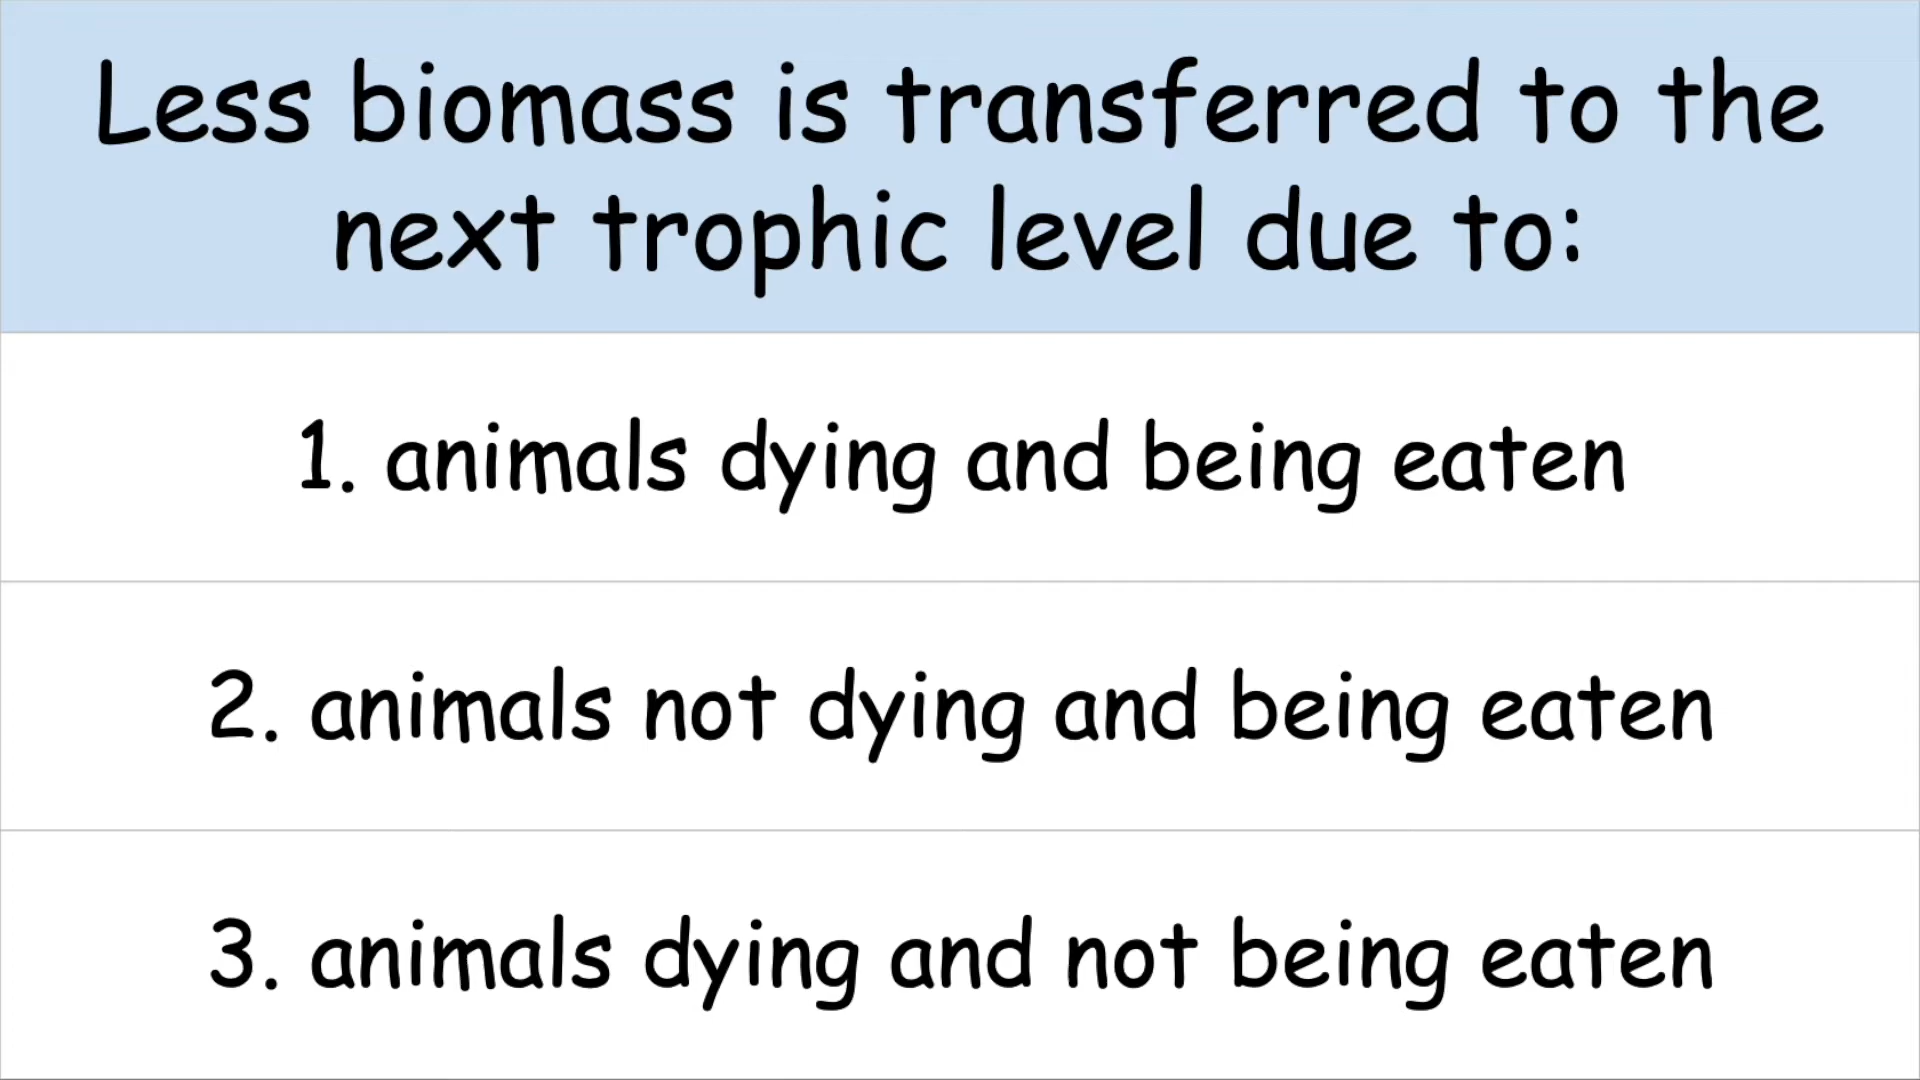 Less biomass is transferred to the
next trophic level due to:
1. animals dying and being eaten
2. animals not dying and being eaten
3. animals dying and not being eaten